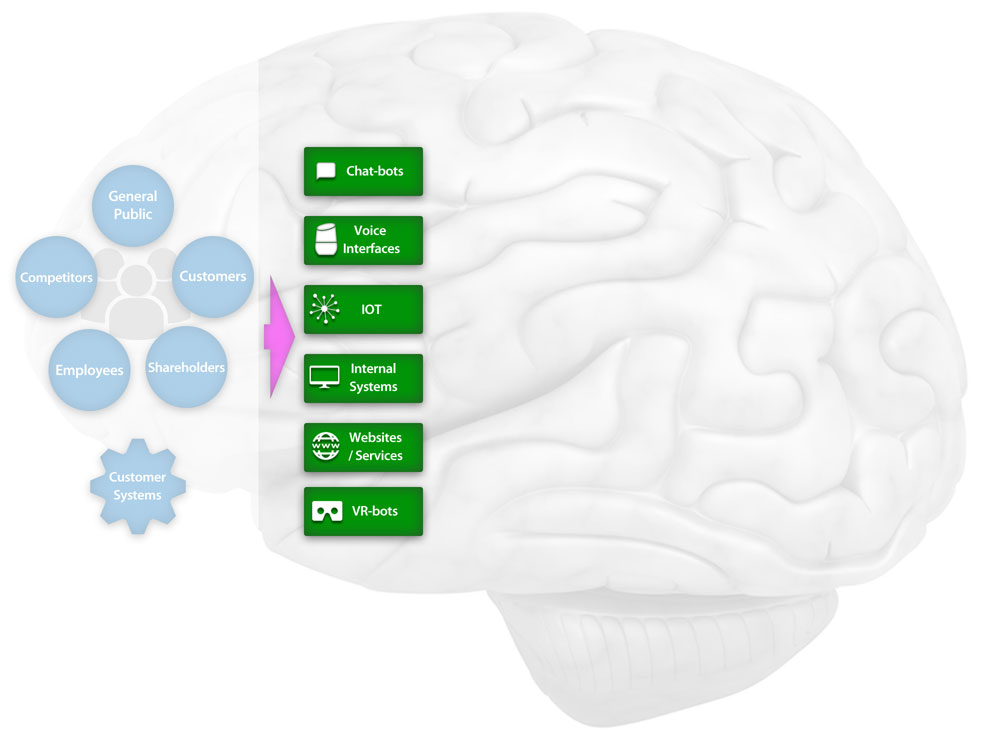 General
Public
Competitors
Customers
Employees
Shareholders
Customer
Systems
Chat-bots
Voice
Interfaces
IOT
Internal
Systems
www
Websites
/ Services
VR-bots